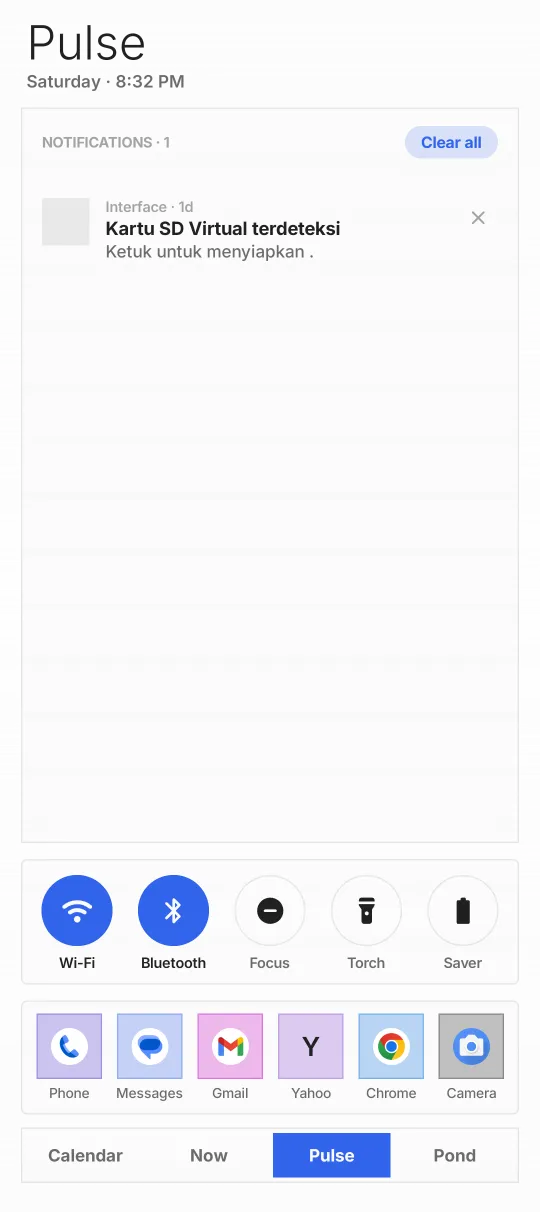 Pulse
Saturday · 8:32 PM
NOTIFICATIONS · 1
Clear all
Interface · 1d
Kartu SD Virtual terdeteksi
Ketuk untuk menyiapkan .
Wi-Fi
Bluetooth
Focus
Torch
Saver
Y
Phone
Messages
Gmail
Yahoo
Chrome
Camera
Calendar
Now
Pulse
Pond